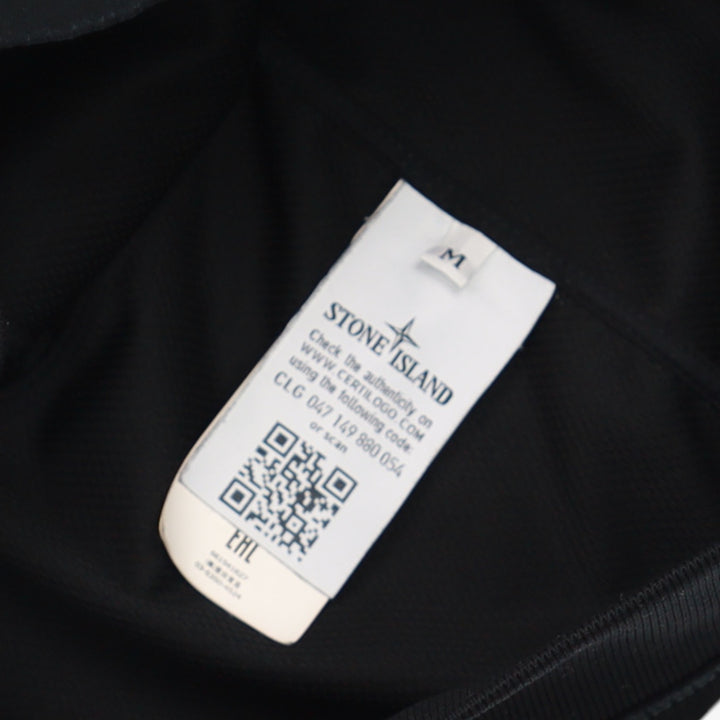 M
STONE ISLAND
Check the authenticity on
WWW.CERTILOGO.COM
using the following code:
CLG 047 149 880 054
or scan
EAC